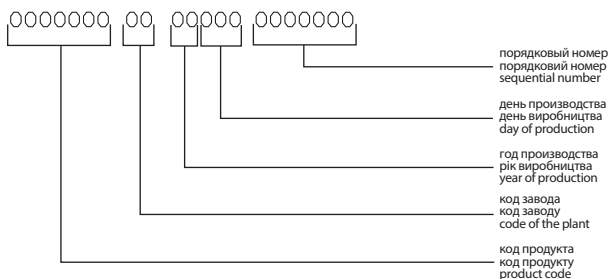 0000000 00 00000 0000000
порядковый номер
порядковий номер
sequential number
день производства
день виробництва
day of production
год производства
рік виробництва
year of production
код завода
код заводу
code of the plant
код продукта
код продукту
product code